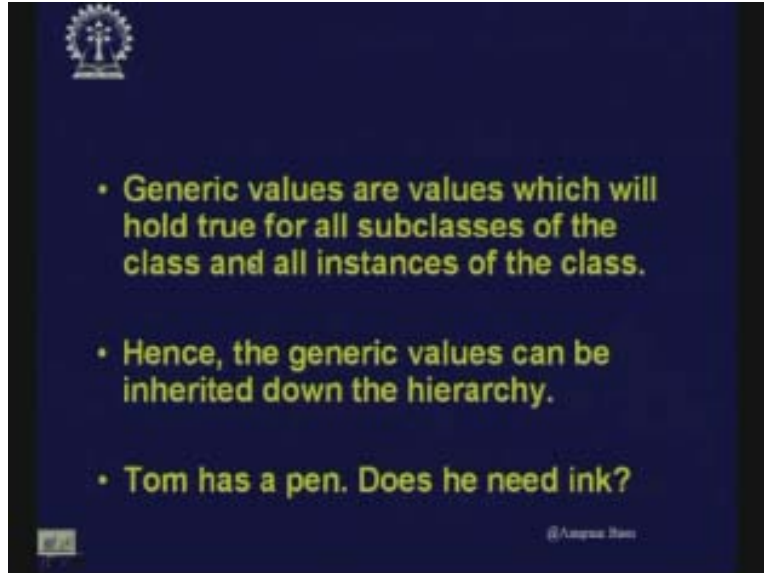 • Generic values are values which will
hold true for all subclasses of the
class and all instances of the class.
• Hence, the generic values can be
inherited down the hierarchy.
• Tom has a pen. Does he need ink?